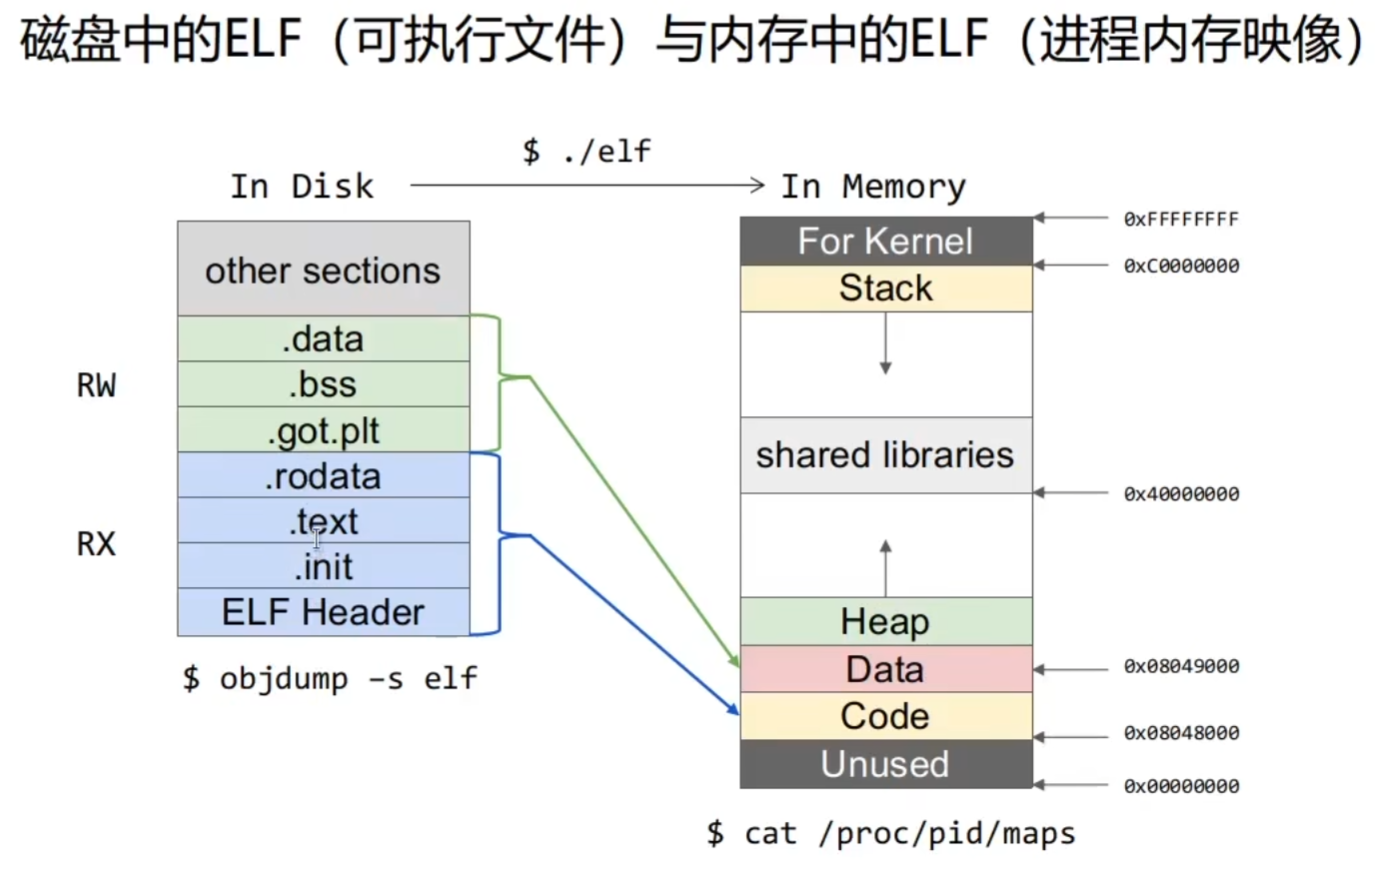 磁盘中的ELF（可执行文件）与内存中的ELF（进程内存映像）
$ ./elf
In Disk
In Memory
other sections
.data
.bss
.got.plt
.rodata
.text
.init
ELF Header
RW
RX
$ objdump –s elf
For Kernel
Stack
shared libraries
Heap
Data
Code
Unused
0xFFFFFFFF
0xC0000000
0x40000000
0x08049000
0x08048000
0x00000000
$ cat /proc/pid/maps